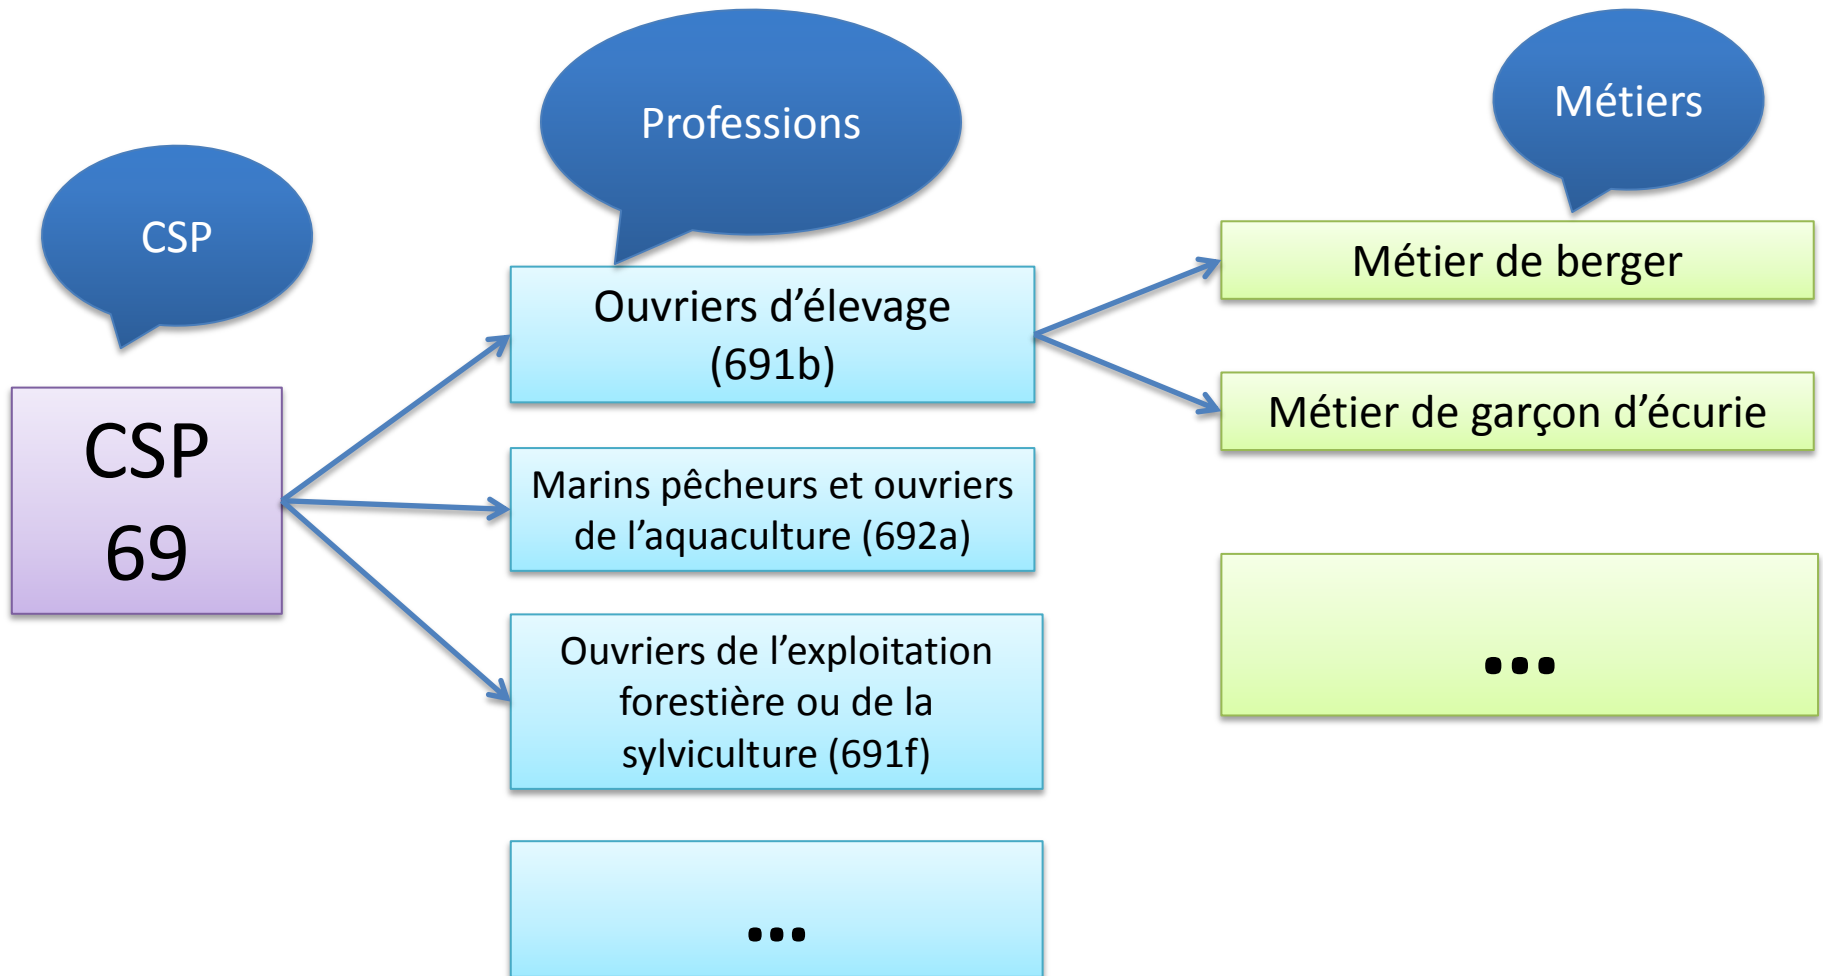 CSP
CSP
69
Professions
Ouvriers d’élevage
(691b)
Marins pêcheurs et ouvriers
de l’aquaculture (692a)
Ouvriers de l’exploitation
forestière ou de la
sylviculture (691f)
...
Métiers
Métier de berger
Métier de garçon d’écurie
...